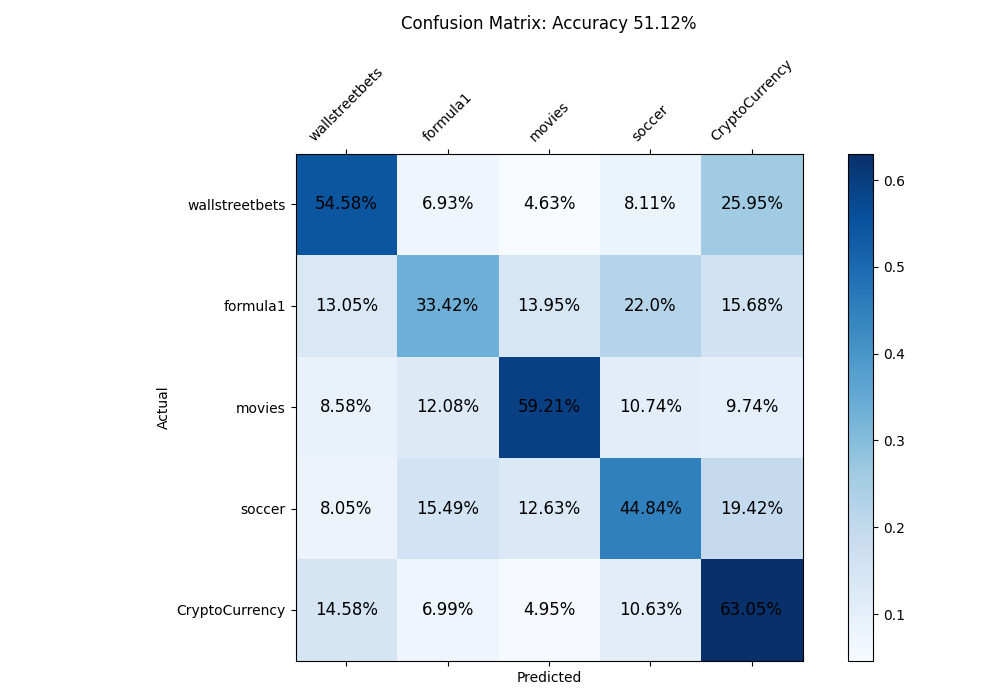 Confusion Matrix: Accuracy 51.12%
wallstreetbets formula1 movies soccer CryptoCurrency
wallstreetbets 54.58% 6.93% 4.63% 8.11% 25.95%
formula1 13.05% 33.42% 13.95% 22.0% 15.68%
movies 8.58% 12.08% 59.21% 10.74% 9.74%
soccer 8.05% 15.49% 12.63% 44.84% 19.42%
CryptoCurrency 14.58% 6.99% 4.95% 10.63% 63.05%
Actual
Predicted
0.6
0.5
0.4
0.3
0.2
0.1